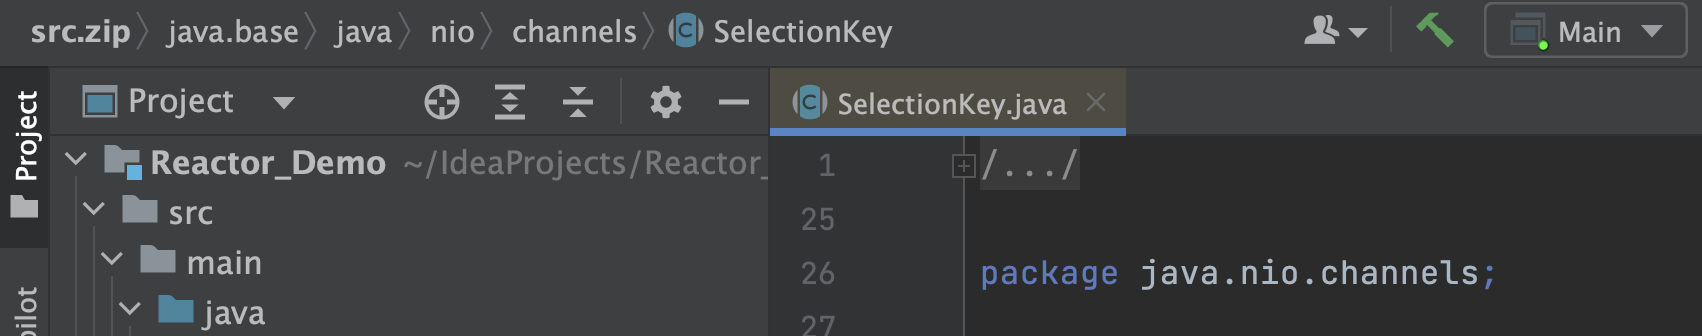 src.zip java.base java nio channels SelectionKey
Main
Project
Project
SelectionKey.java
Reactor_Demo ~/IdeaProjects/Reactor_
src
main
java
1 /.../
25
26 package java.nio.channels;
27